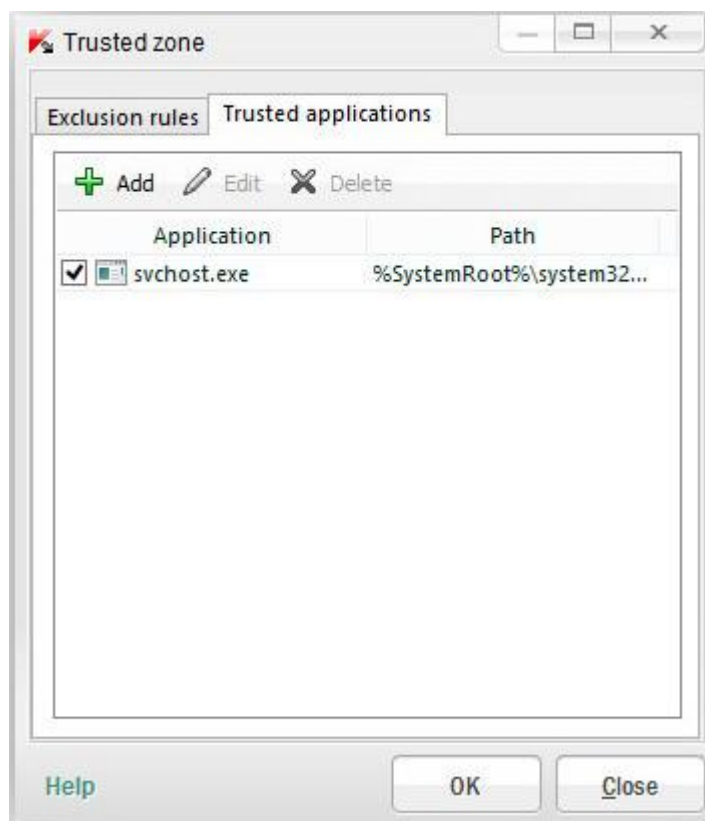 Trusted zone
Exclusion rules Trusted applications
Add Edit Delete
Application Path
svchost.exe %SystemRoot%\system32...
Help OK Close